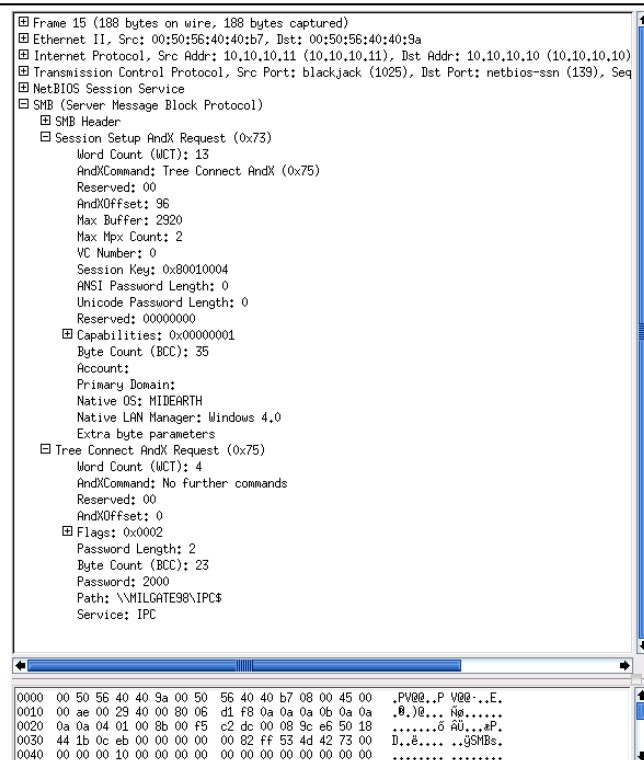 Frame 15 (188 bytes on wire, 188 bytes captured)
Ethernet II, Src: 00:50:56:40:40:b7, Dst: 00:50:56:40:40:9a
Internet Protocol, Src Addr: 10.10.10.11 (10.10.10.11), Dst Addr: 10.10.10.10 (10.10.10.10)
Transmission Control Protocol, Src Port: blackjack (1025), Dst Port: netbios-ssn (139), Seq
NetBIOS Session Service
SMB (Server Message Block Protocol)
SMB Header
Session Setup AndX Request (0x73)
Word Count (WCT): 13
AndXCommand: Tree Connect AndX (0x75)
Reserved: 00
AndXOffset: 96
Max Buffer: 2920
Max Mpx Count: 2
VC Number: 0
Session Key: 0x80010004
ANSI Password Length: 0
Unicode Password Length: 0
Reserved: 00000000
Capabilities: 0x00000001
Byte Count (BCC): 35
Account:
Primary Domain:
Native OS: MIDEARTH
Native LAN Manager: Windows 4.0
Extra byte parameters
Tree Connect AndX Request (0x75)
Word Count (WCT): 4
AndXCommand: No further commands
Reserved: 00
AndXOffset: 0
Flags: 0x0002
Password Length: 2
Byte Count (BCC): 23
Password: 2000
Path: \\MILGATE98\IPC$
Service: IPC
0000 00 50 56 40 40 9a 00 50 56 40 40 b7 08 00 45 00 .PV@@..P V@@·..E.
0010 00 ae 00 29 40 00 80 06 d1 f8 0a 0a 0a 0b 0a 0a .®.)@... Ñø......
0020 0a 0a 04 01 00 8b 00 f5 c2 dc 00 08 9c e6 50 18 .......õ ÂÜ...æP.
0030 44 1b 0c eb 00 00 00 00 00 82 ff 53 4d 42 73 00 D..ë.... ..ÿSMBs.
0040 00 00 00 10 00 00 00 00 00 00 00 00 00 00 00 00 ........ ........